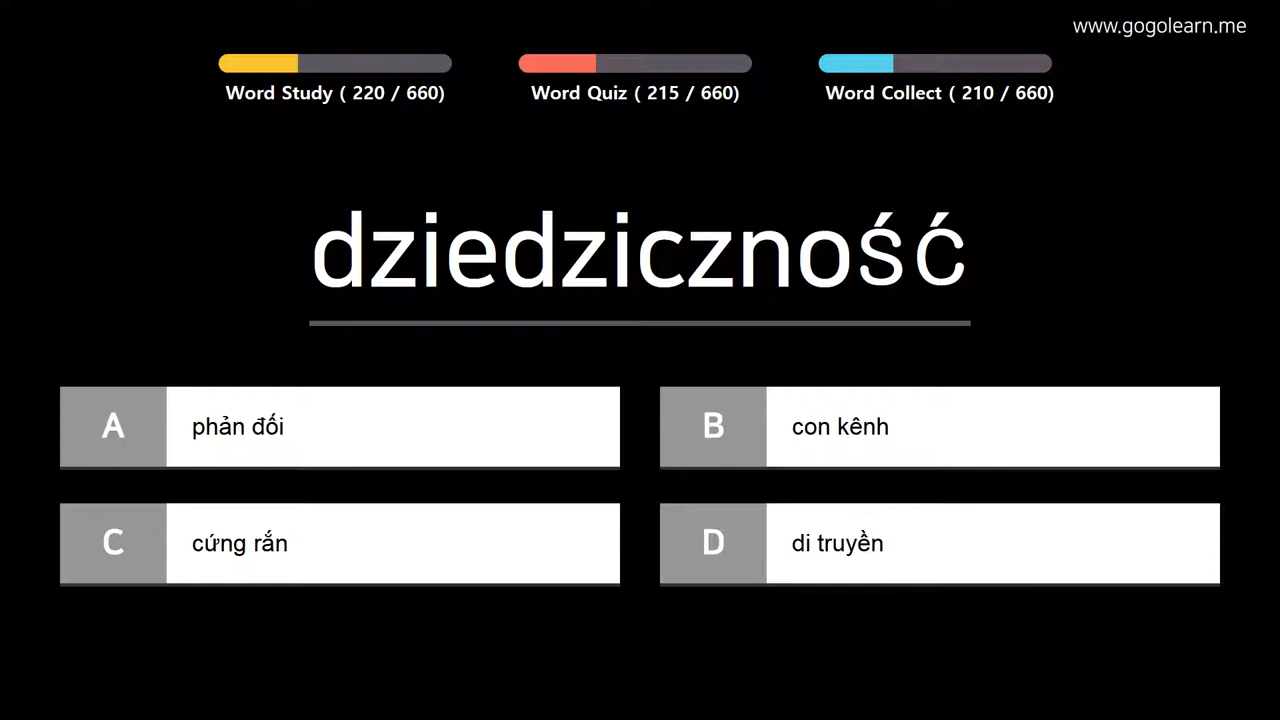 www.gogolearn.me
Word Study ( 220 / 660)
Word Quiz ( 215 / 660)
Word Collect ( 210 / 660)
dziedziczność
A phản đối
B con kênh
C cứng rắn
D di truyền